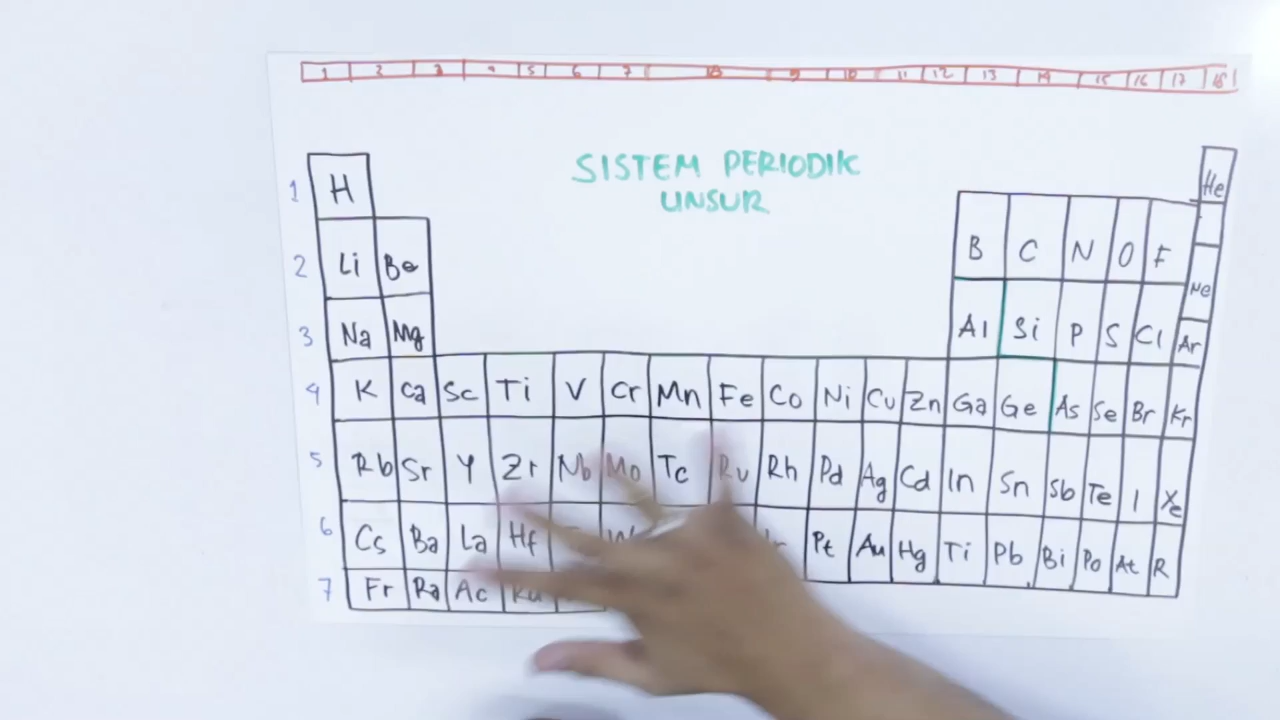 1 2 3 4 5 6 7 18 9 10 11 12 13 14 15 16 17 18
SISTEM PERIODIK
UNSUR
1 H He
2 Li Be B C N O F Ne
3 Na Mg Al Si P S Cl Ar
4 K Ca Sc Ti V Cr Mn Fe Co Ni Cu Zn Ga Ge As Se Br Kr
5 Rb Sr Y Zr Nb Mo Tc Ru Rh Pd Ag Cd In Sn Sb Te I Xe
6 Cs Ba La Hf Pt Au Hg Ti Pb Bi Po At R
7 Fr Ra Ac